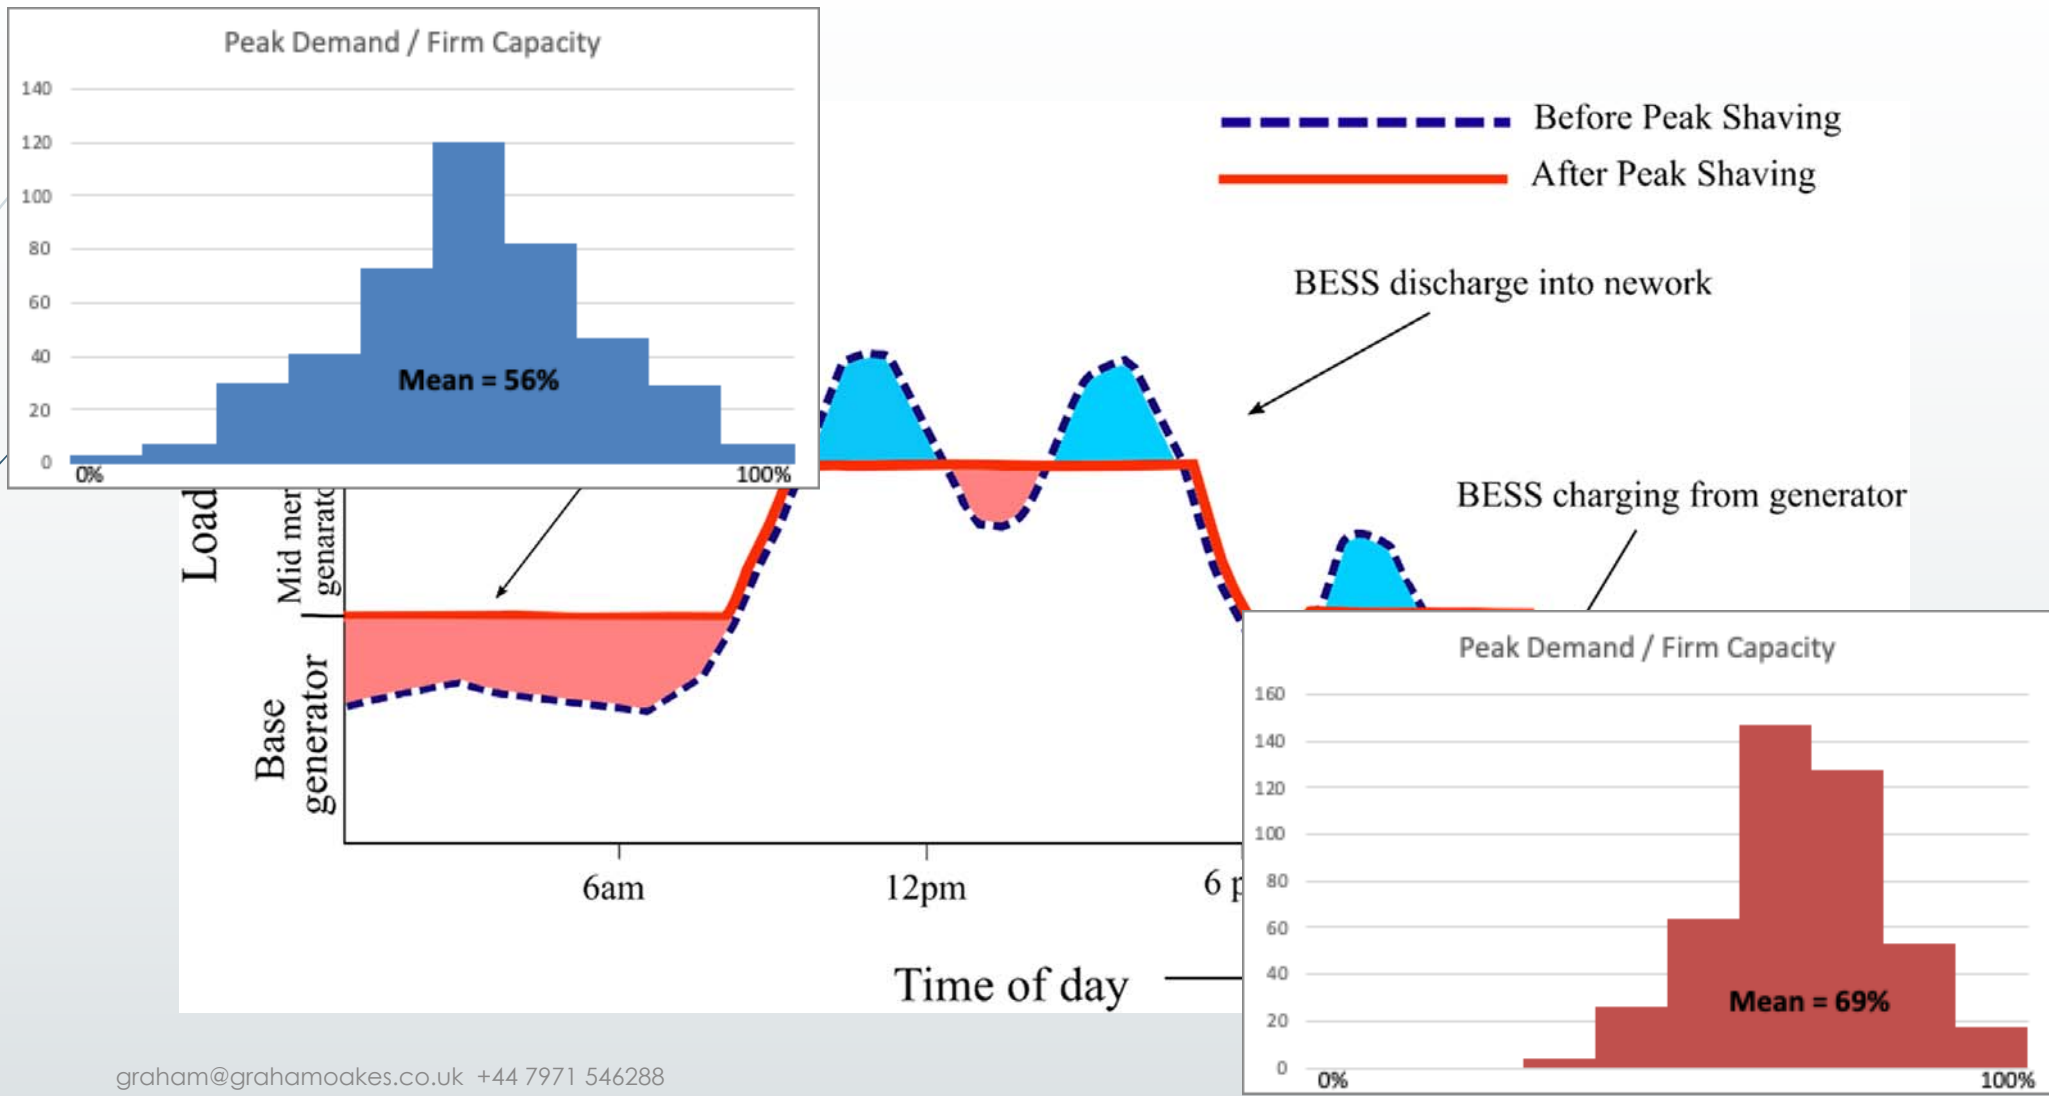 Peak Demand / Firm Capacity
140
120
100
80
60
40
20
0
Mean = 56%
0%
100%
Before Peak Shaving
After Peak Shaving
BESS discharge into nework
BESS charging from generator
Load
Mid mer
Base
generator
6am
12pm
6
Time of day
Peak Demand / Firm Capacity
160
140
120
100
80
60
40
20
0
Mean = 69%
0%
100%
graham@grahamoakes.co.uk +44 7971 546288